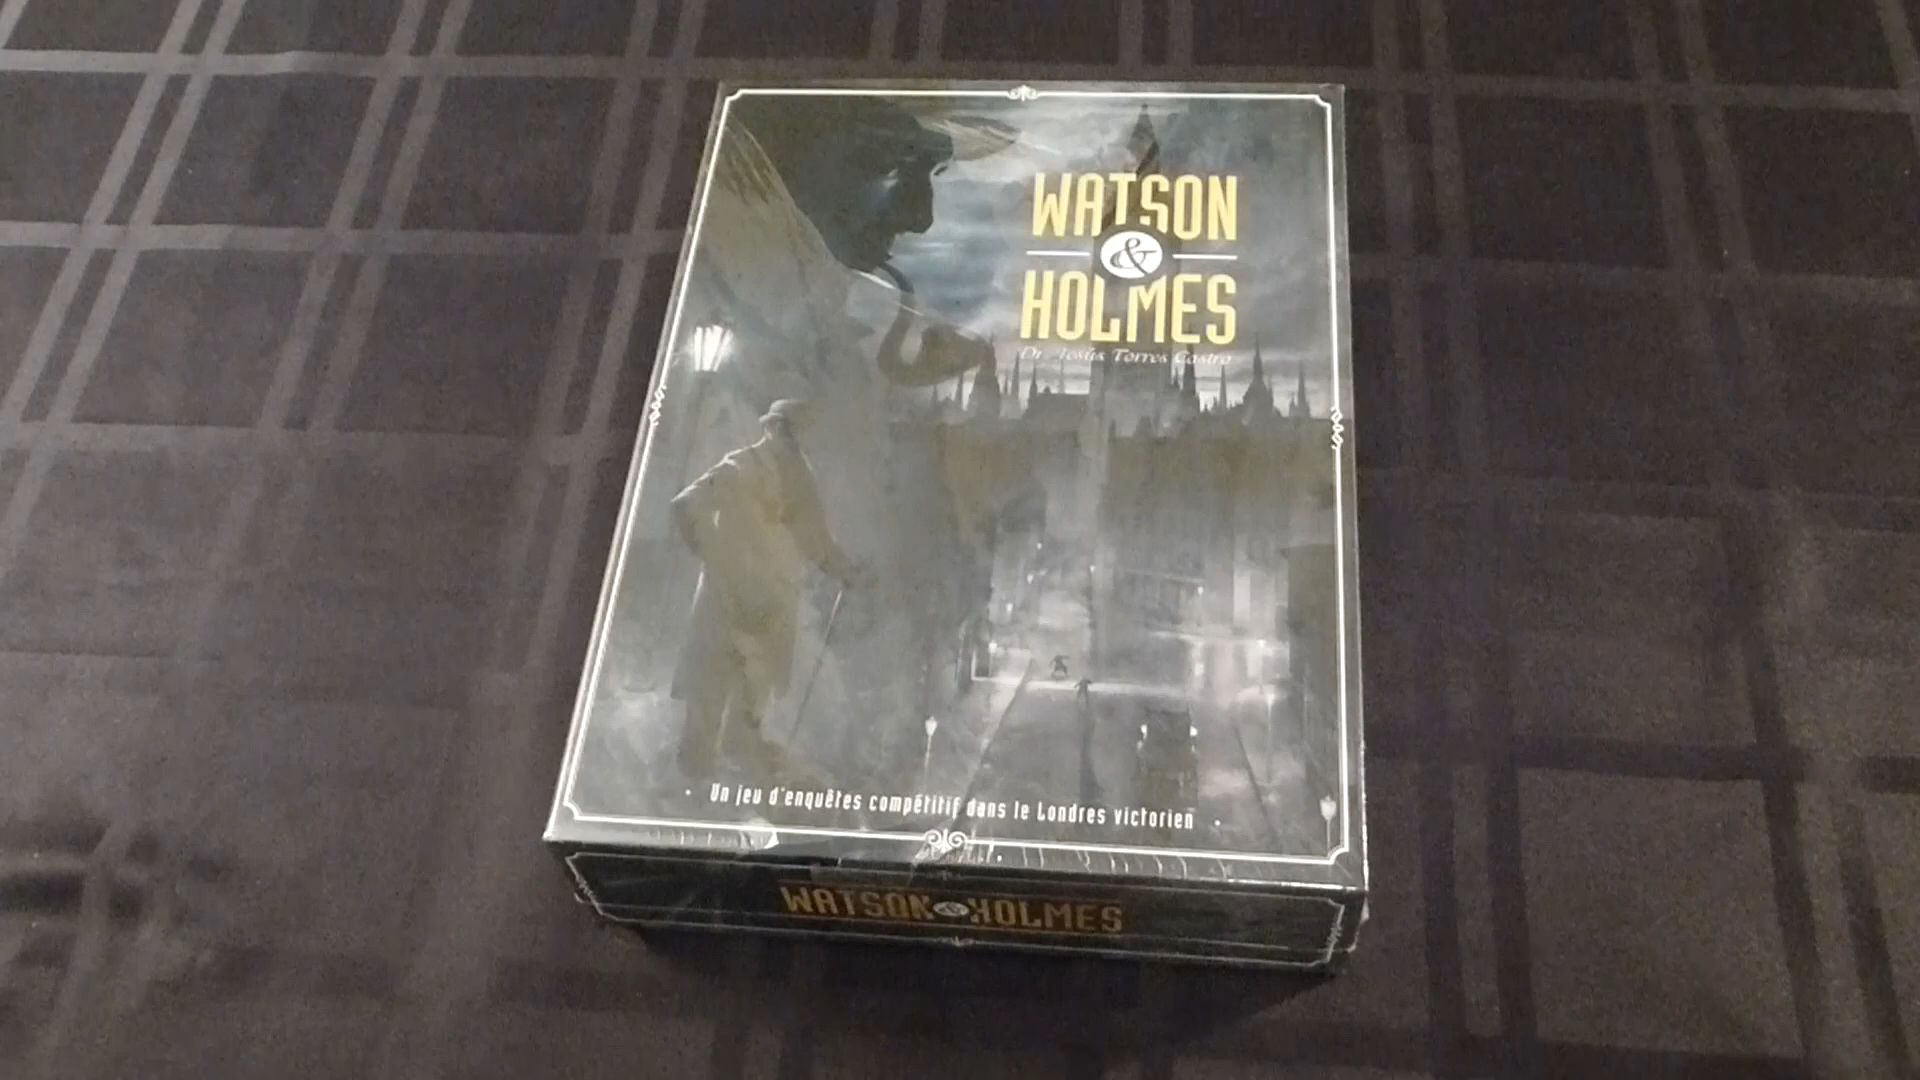 WATSON
&
HOLMES
Dr. Jesús Torres Castro
Un jeu d'enquêtes compétitif dans le Londres victorien
WATSON & HOLMES